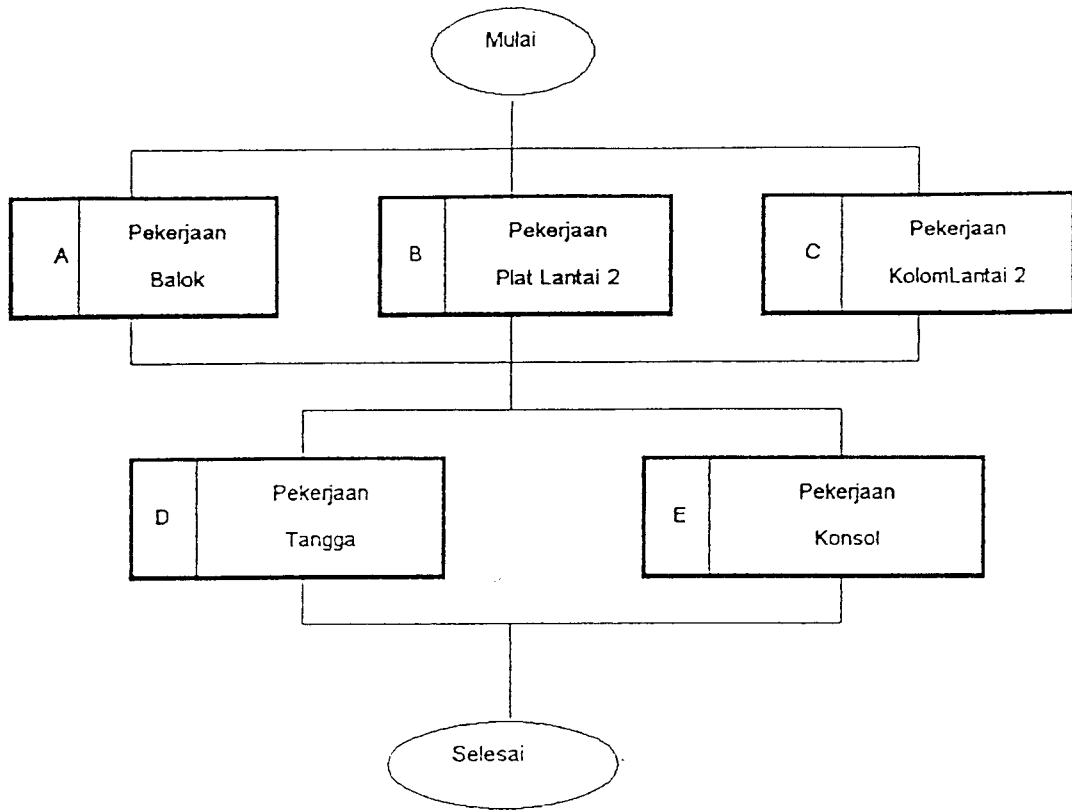 Mulai
A
Pekerjaan
Balok
B
Pekerjaan
Plat Lantai 2
C
Pekerjaan
KolomLantai 2
D
Pekerjaan
Tangga
E
Pekerjaan
Konsol
Selesai